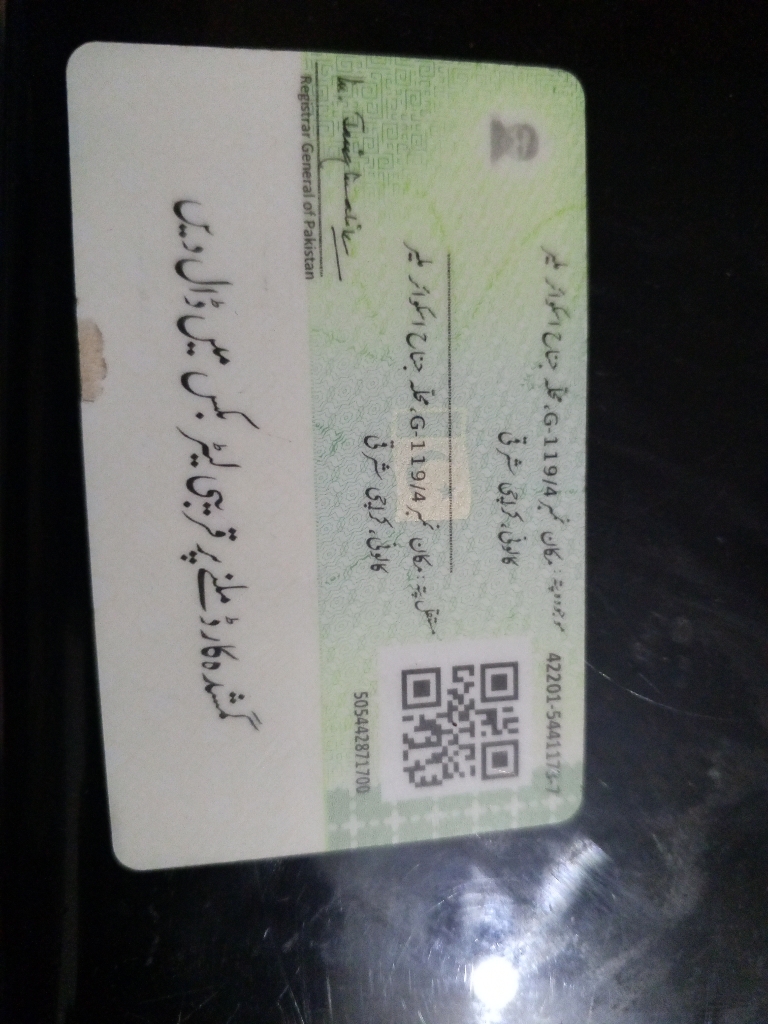 42201-5441173-7
موجودہ پتہ: مکان نمبر G-119/4، محلہ جناح اسکوائر ملیر
کالونی، کراچی شرقی
مستقل پتہ: مکان نمبر G-119/4، محلہ جناح اسکوائر ملیر
کالونی، کراچی شرقی
505442871700
Registrar General of Pakistan
گمشدہ کارڈ ملنے پر قریبی لیٹر بکس میں ڈال دیں